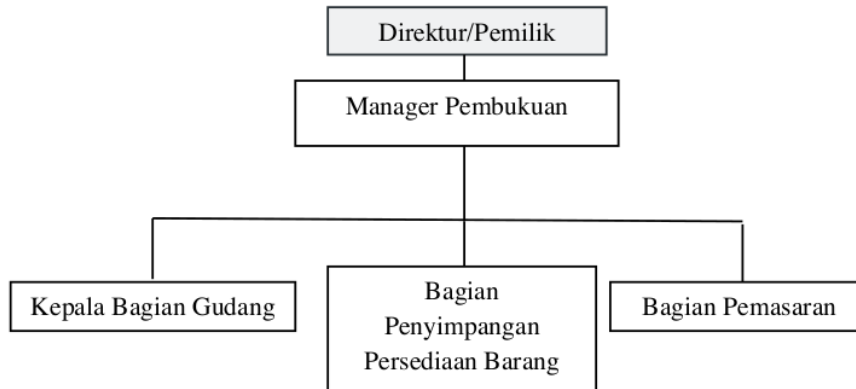 Direktur/Pemilik
Manager Pembukuan
Kepala Bagian Gudang
Bagian
Penyimpangan
Persediaan Barang
Bagian Pemasaran